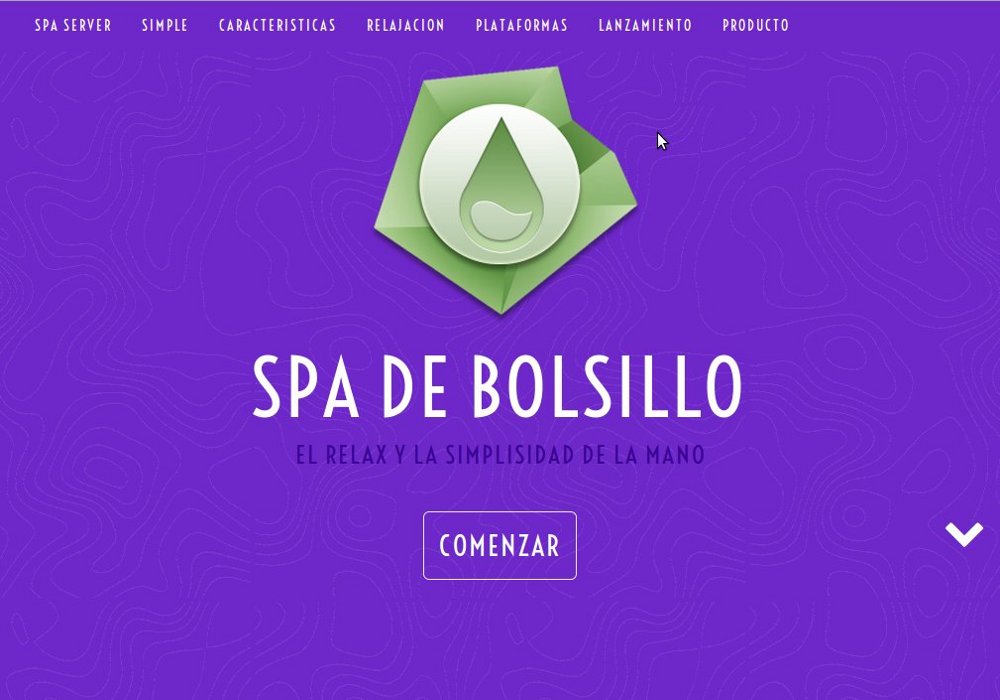 SPA SERVER SIMPLE CARACTERISTICAS RELAJACION PLATAFORMAS LANZAMIENTO PRODUCTO
SPA DE BOLSILLO
EL RELAX Y LA SIMPLISIDAD DE LA MANO
COMENZAR